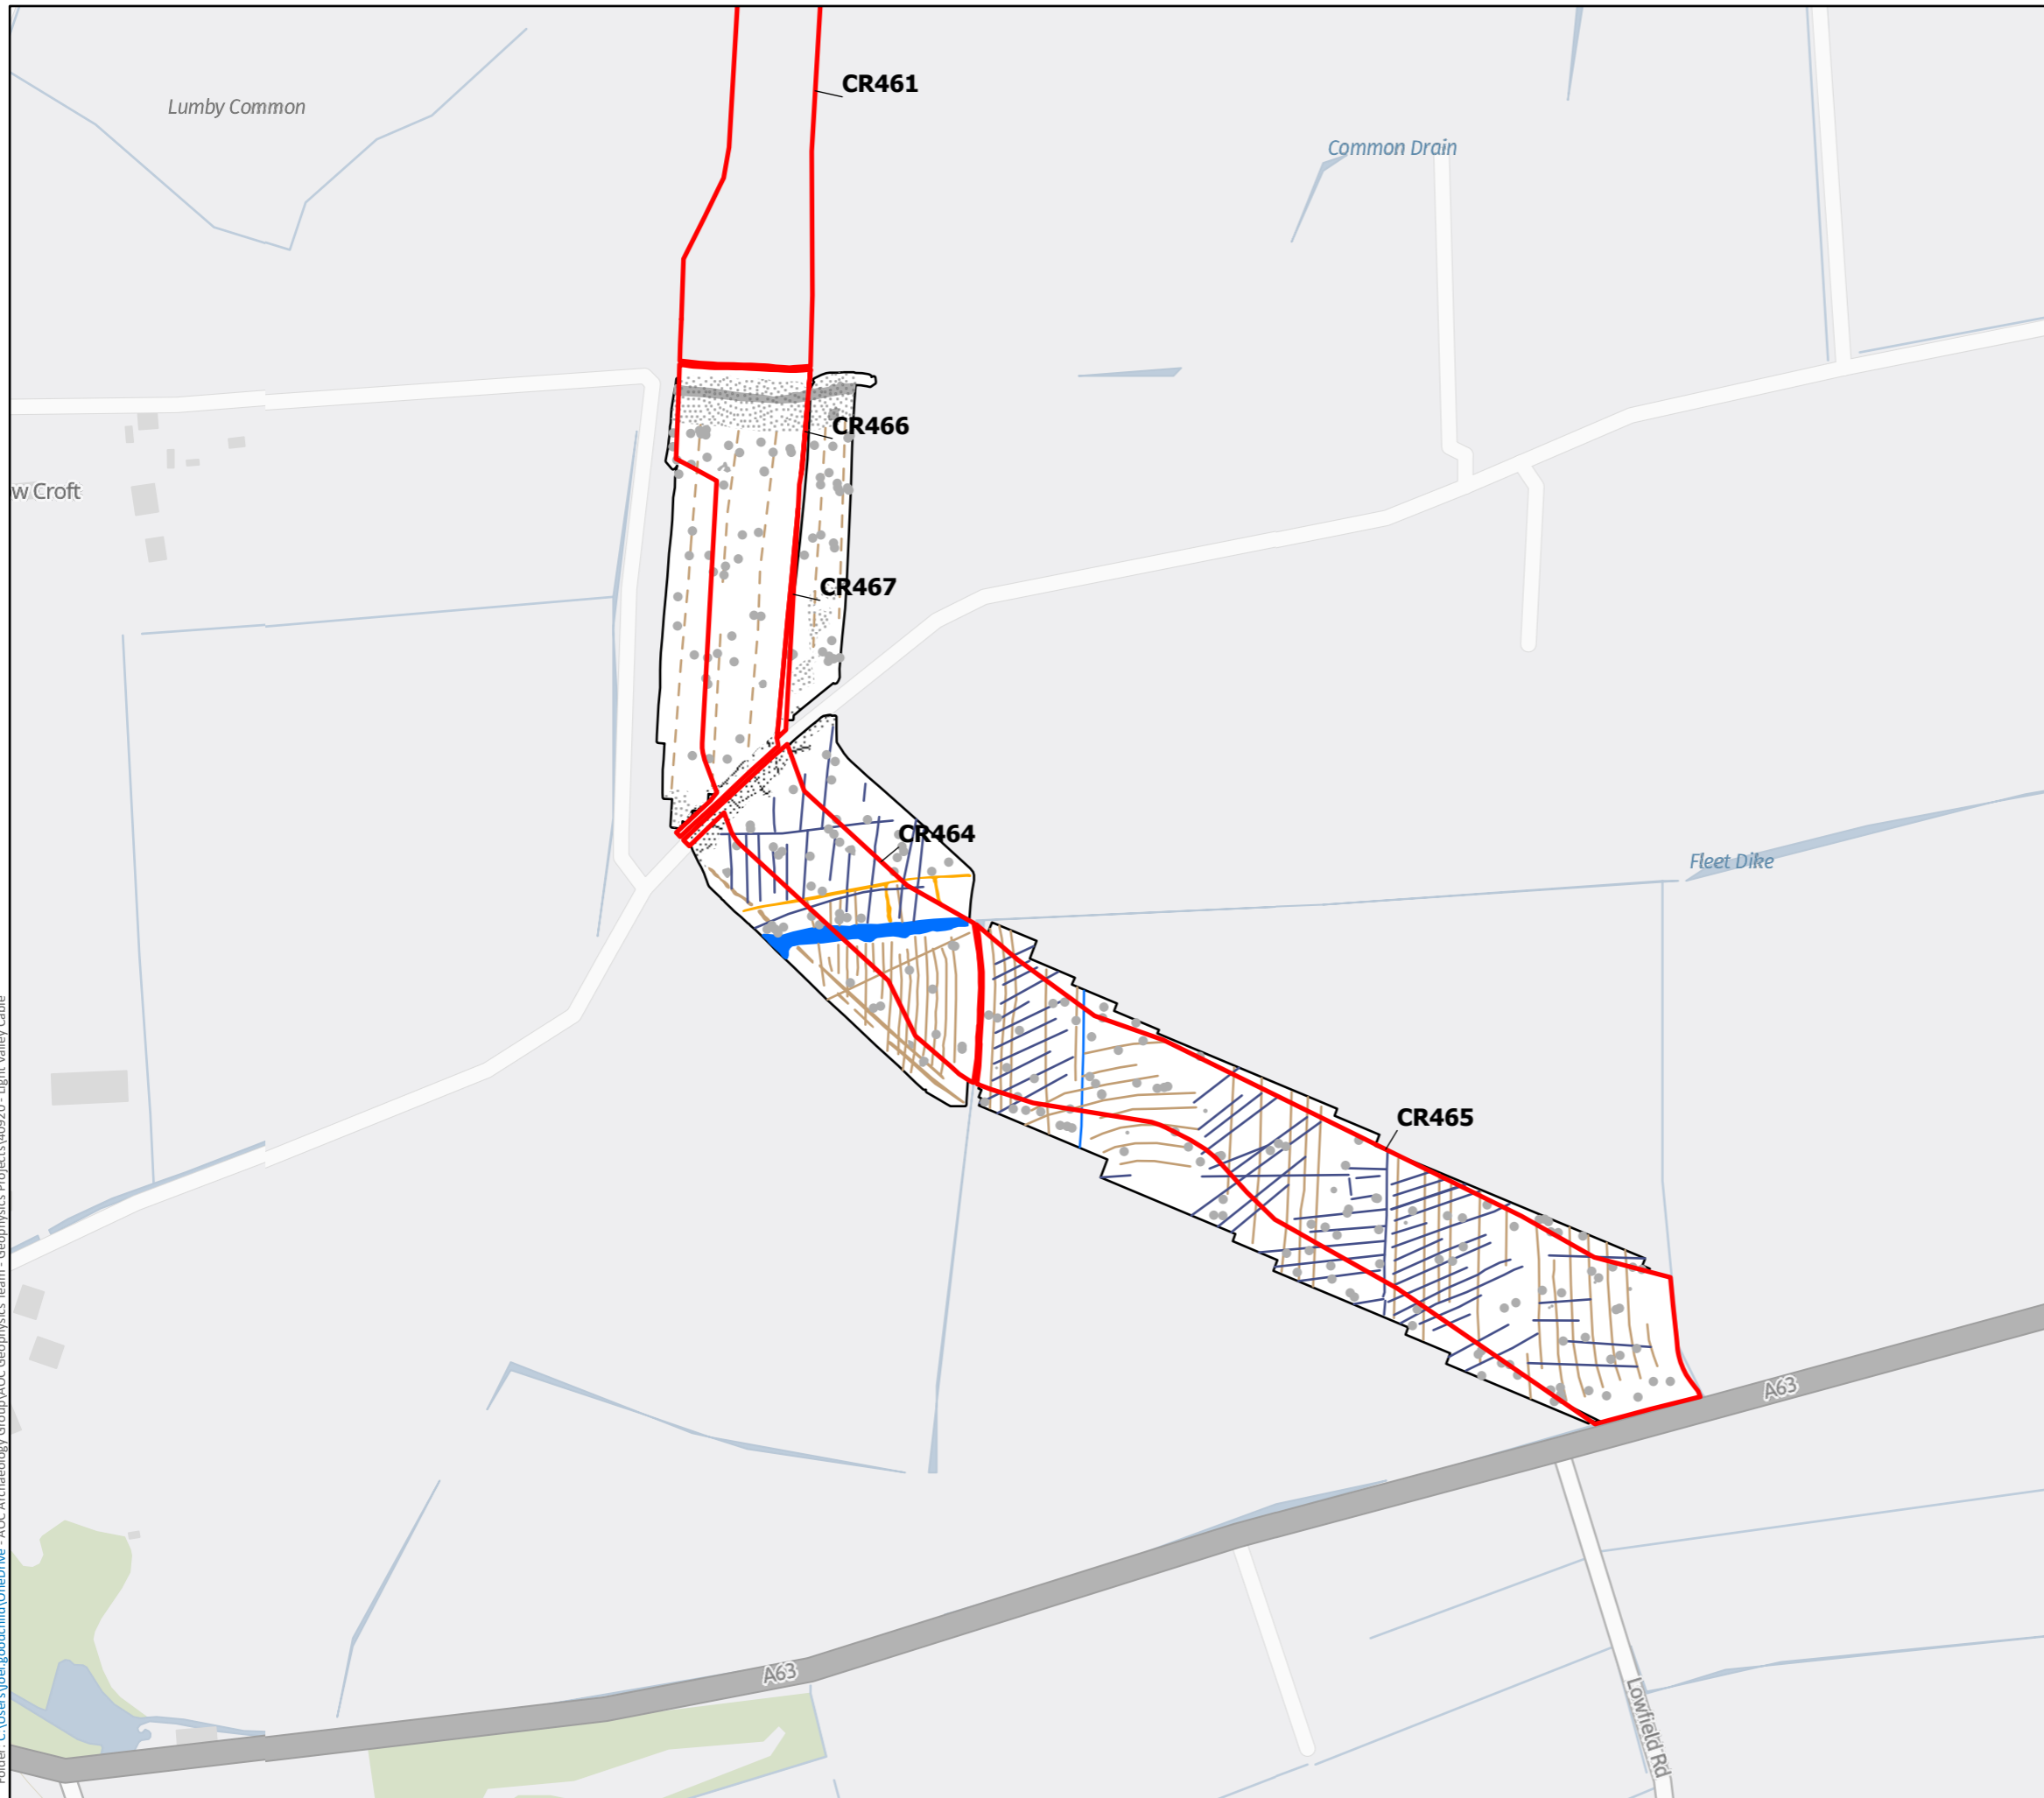 CR461
Lumby Common
Common Drain
CR466
w Croft
CR467
CR464
Fleet Dike
CR465
A63
A63
Lowfield Rd